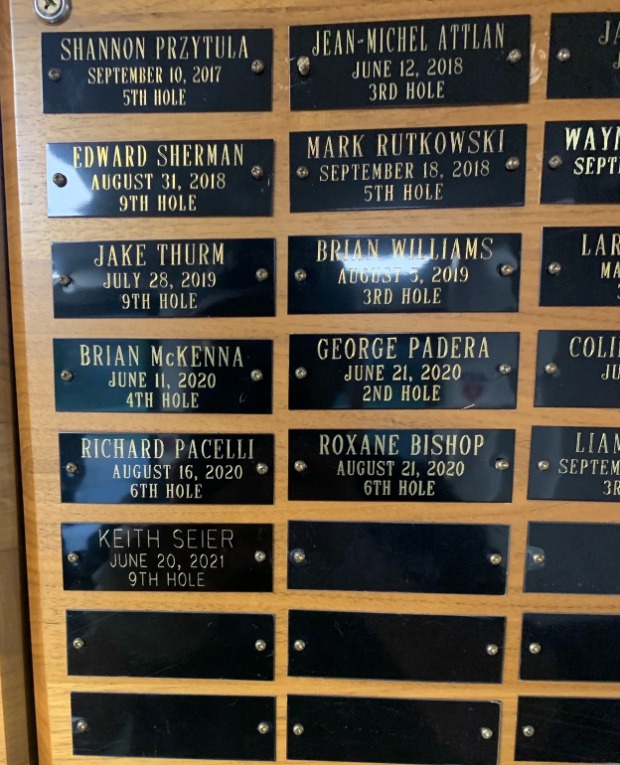 SHANNON PRZYTULA
SEPTEMBER 10, 2017
5TH HOLE
JEAN-MICHEL ATTLAN
JUNE 12, 2018
3RD HOLE
EDWARD SHERMAN
AUGUST 31, 2018
9TH HOLE
MARK RUTKOWSKI
SEPTEMBER 18, 2018
5TH HOLE
JAKE THURM
JULY 28, 2019
9TH HOLE
BRIAN WILLIAMS
AUGUST 3, 2019
3RD HOLE
BRIAN McKENNA
JUNE 11, 2020
4TH HOLE
GEORGE PADERA
JUNE 21, 2020
2ND HOLE
RICHARD PACELLI
AUGUST 16, 2020
6TH HOLE
ROXANE BISHOP
AUGUST 21, 2020
6TH HOLE
LIAM
KEITH SEIER
JUNE 20, 2021
9TH HOLE